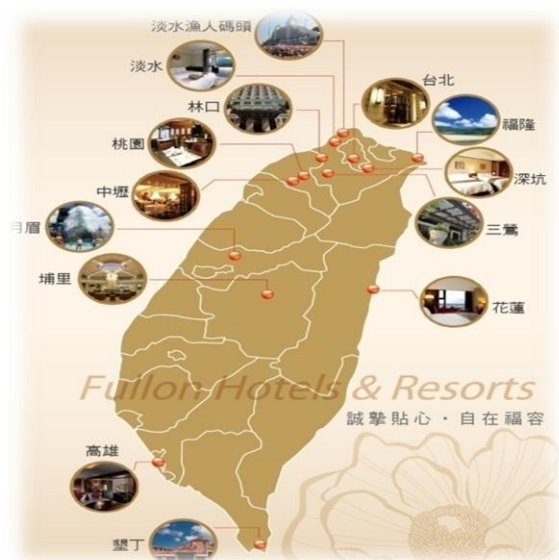 淡水漁人碼頭
淡水
台北
林口
福隆
桃園
深坑
中壢
三鶯
月眉
埔里
花蓮
Fullon Hotels & Resorts
誠摯貼心・自在福容
高雄
墾丁